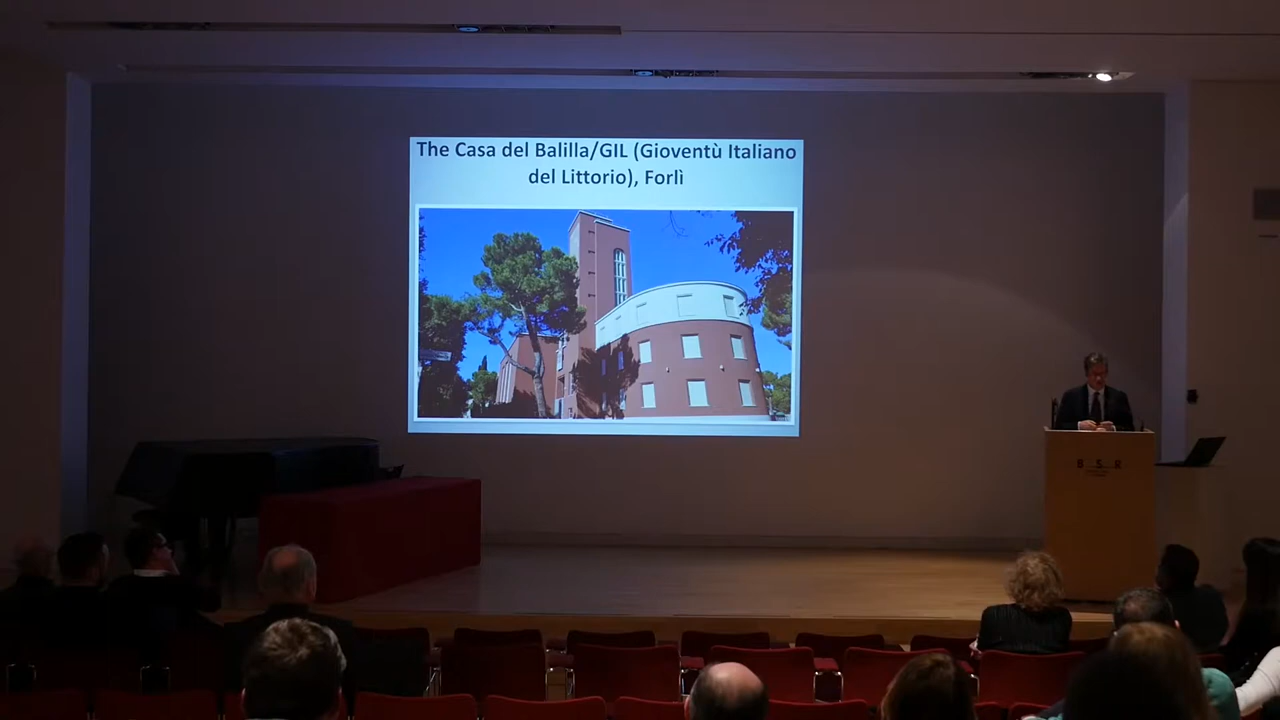 The Casa del Balilla/GIL (Gioventù Italiano
del Littorio), Forlì
B S R